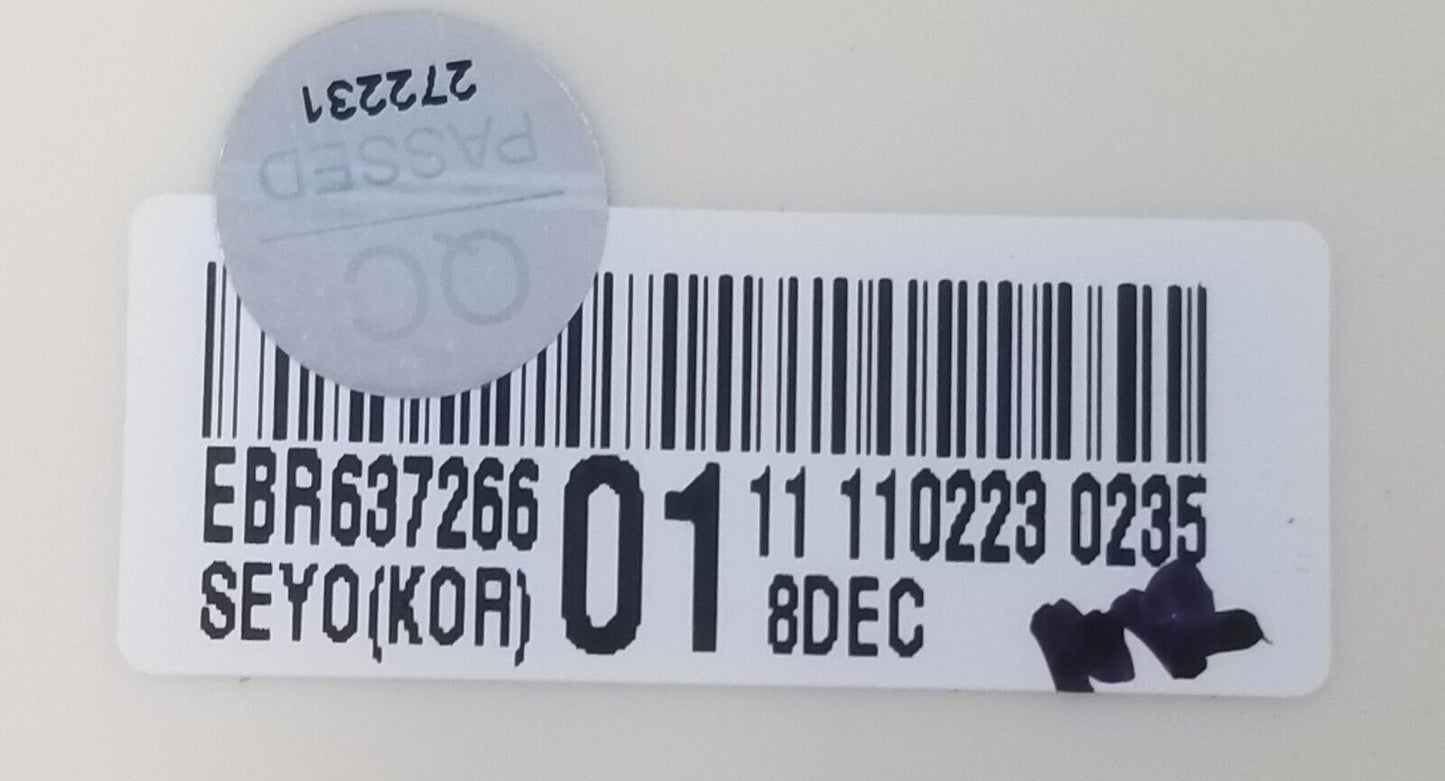 272231
PASSED
QC
EBR637266 01 11 110223 0235
SEYO(KOR) 8DEC